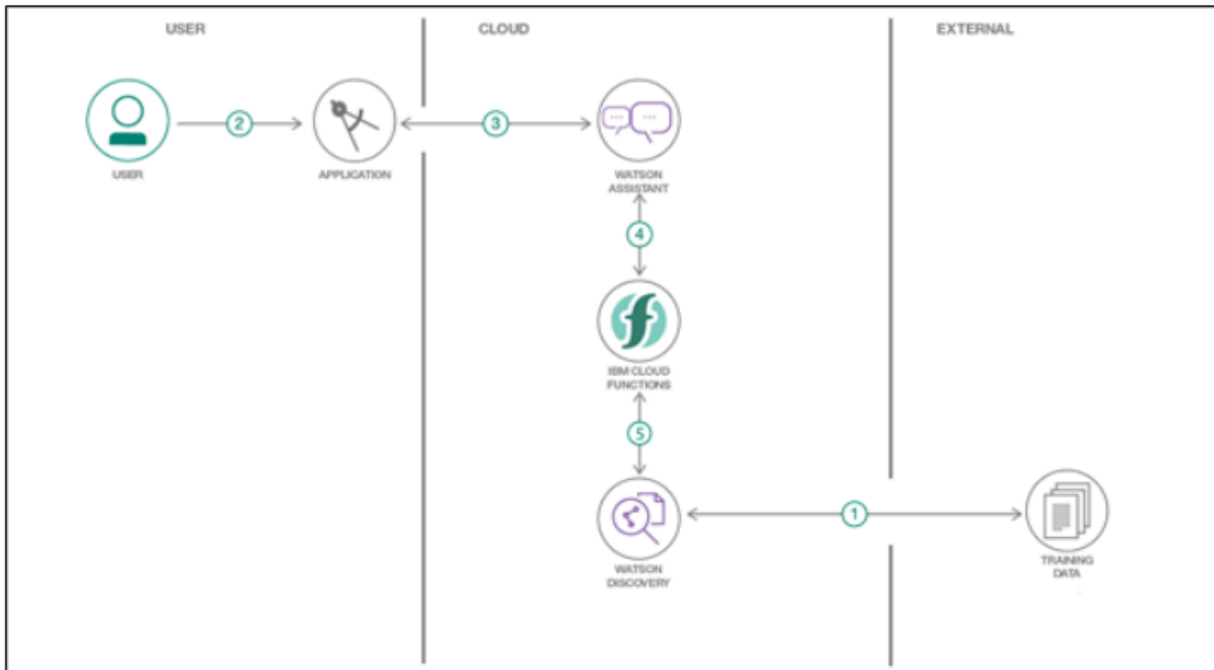 USER
CLOUD
EXTERNAL
2
3
USER
APPLICATION
WATSON
ASSISTANT
4
IBM CLOUD
FUNCTIONS
5
1
WATSON
DISCOVERY
TRAINING
DATA